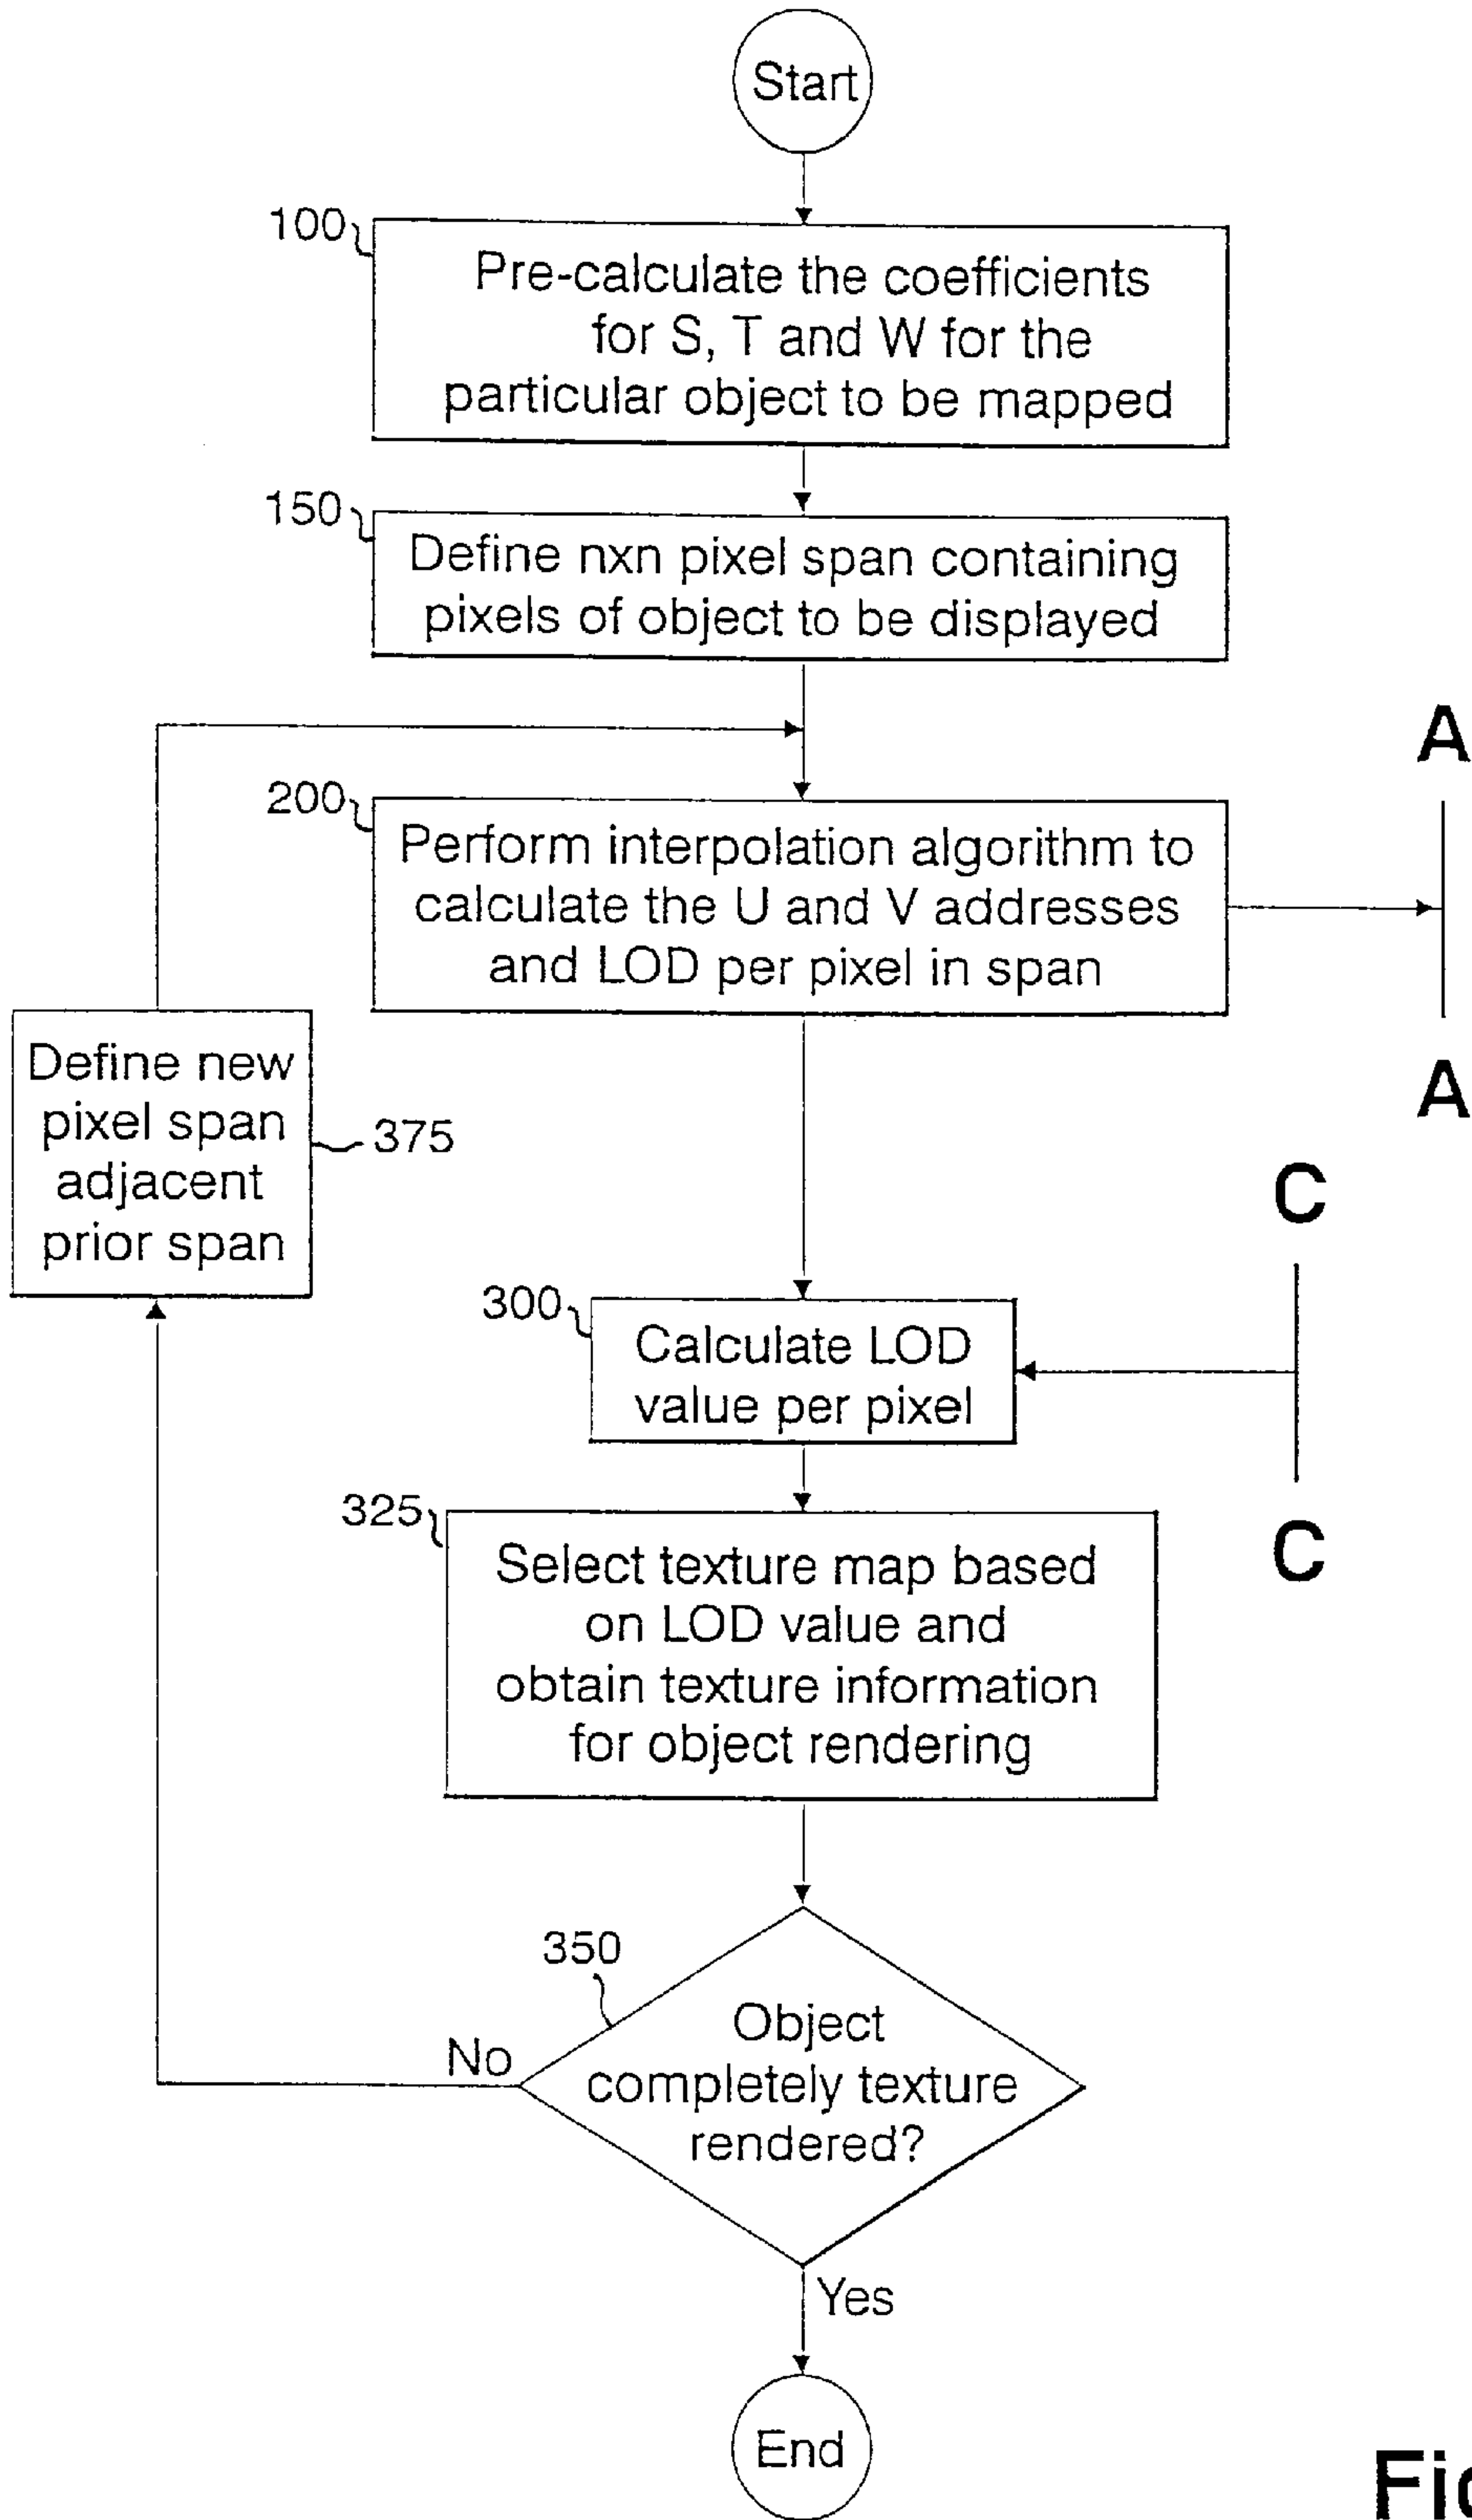 Start
100
Pre-calculate the coefficients
for S, T and W for the
particular object to be mapped
150
Define nxn pixel span containing
pixels of object to be displayed
A
200
Perform interpolation algorithm to
calculate the U and V addresses
and LOD per pixel in span
Define new
pixel span
adjacent
prior span
375
A
C
300
Calculate LOD
value per pixel
325
Select texture map based
on LOD value and
obtain texture information
for object rendering
C
350
Object
completely texture
rendered?
No
Yes
End